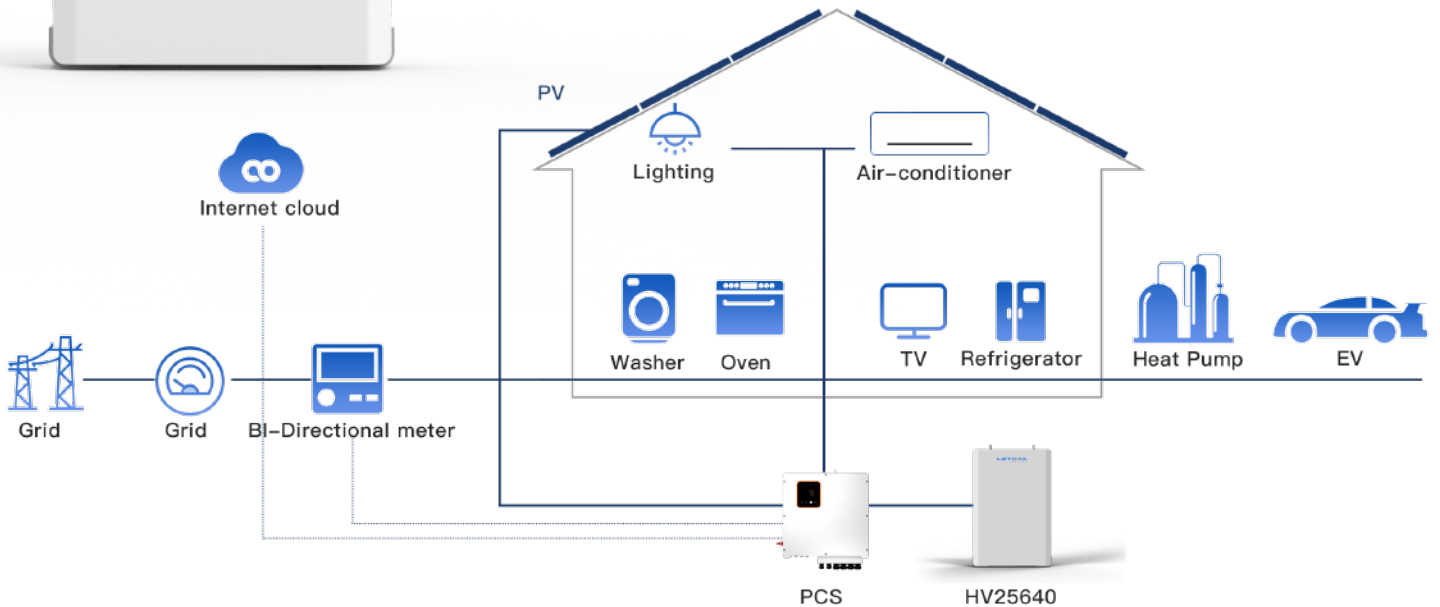 PV
Lighting
Air-conditioner
Internet cloud
Washer
Oven
TV
Refrigerator
Heat Pump
EV
Grid
Grid
BI-Directional meter
PCS
HV25640